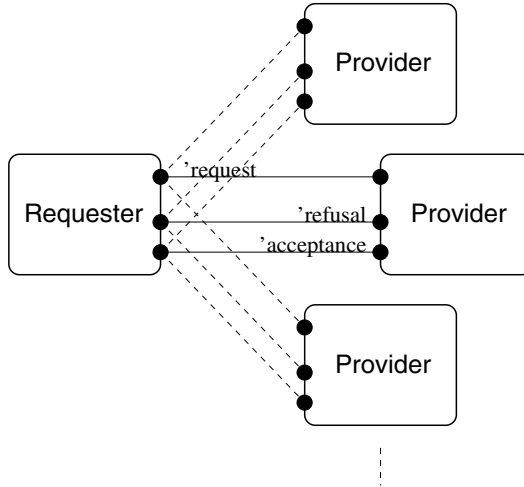 Provider
’request
Requester
’refusal
Provider
’acceptance
Provider